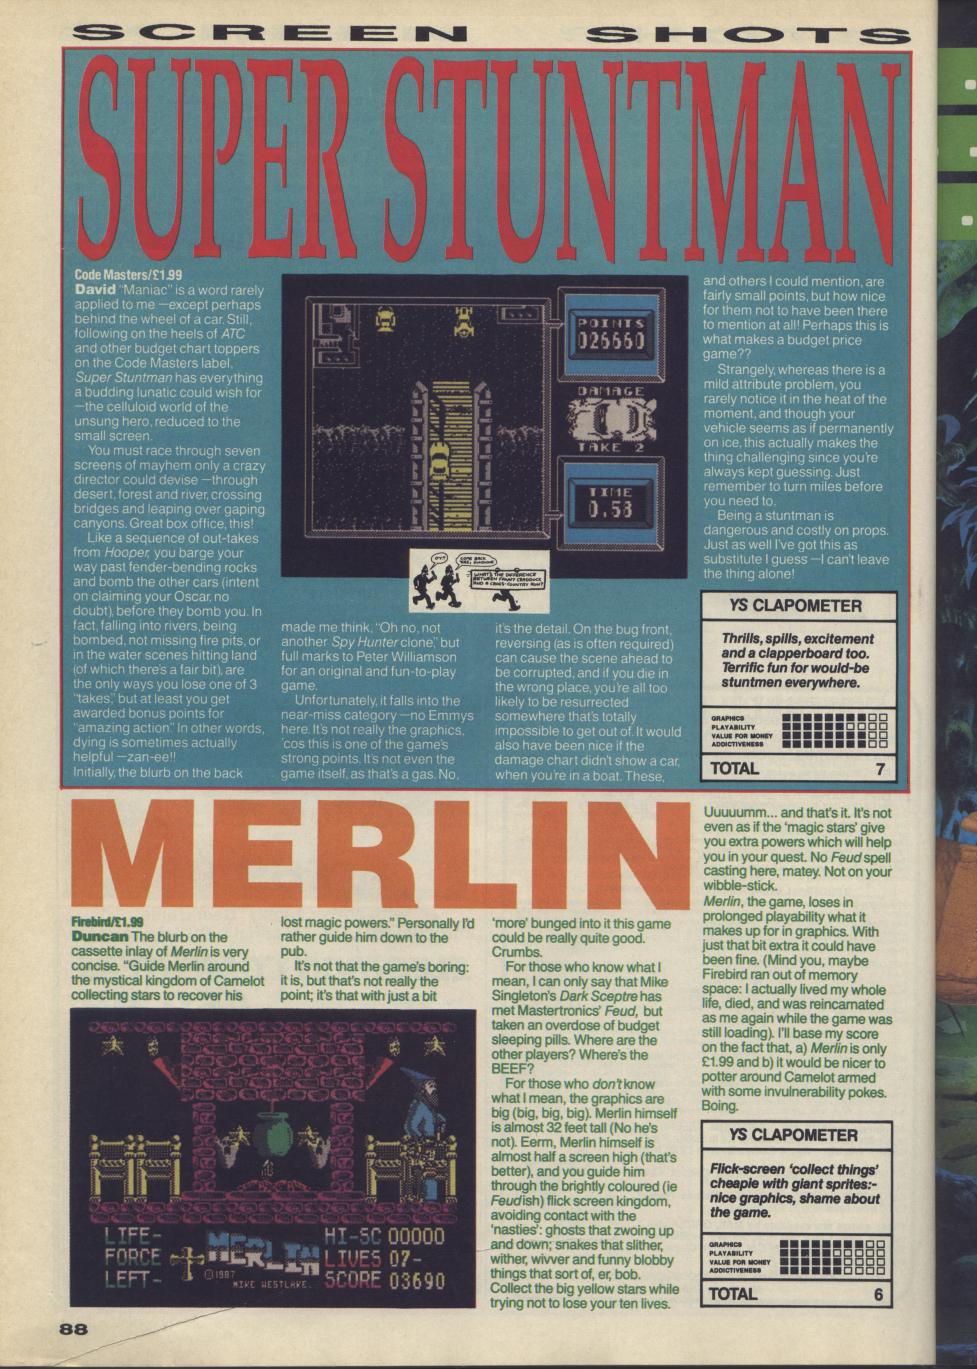 SCREEN SHOTS
SUPER STUNTMAN
Code Masters/£1.99
David “Maniac” is a word rarely
applied to me —except perhaps
behind the wheel of a car. Still,
following on the heels of ATC
and other budget chart toppers
on the Code Masters label,
Super Stuntman has everything
a budding lunatic could wish for
—the celluloid world of the
unsung hero, reduced to the
small screen.
You must race through seven
screens of mayhem only a crazy
director could devise —through
desert, forest and river, crossing
bridges and leaping over gaping
canyons. Great box office, this!
Like a sequence of out-takes
from Hooper, you barge your
way past fender-bending rocks
and bomb the other cars (intent
on claiming your Oscar, no
doubt), before they bomb you. In
fact, falling into rivers, being
bombed, not missing fire pits, or
in the water scenes hitting land
(of which there's a fair bit), are
the only ways you lose one of 3
“takes,” but at least you get
awarded bonus points for
“amazing action.” In other words,
dying is sometimes actually
helpful —zan-ee!!
Initially, the blurb on the back
POINTS
026660
DAMAGE
TAKE 2
TIME
0.58
OY!!
COME BACK
HERE, SUNSHINE
WHAT'S THE DIFFERENCE
BETWEEN FANNY CRADDOCK
AND A CROSS-COUNTRY RUN?
made me think, “Oh no, not
another Spy Hunter clone,” but
full marks to Peter Williamson
for an original and fun-to-play
game.
Unfortunately, it falls into the
near-miss category —no Emmys
here. It's not really the graphics,
'cos this is one of the game's
strong points. It's not even the
game itself, as that's a gas. No,
it's the detail. On the bug front,
reversing (as is often required)
can cause the scene ahead to
be corrupted, and if you die in
the wrong place, you're all too
likely to be resurrected
somewhere that's totally
impossible to get out of. It would
also have been nice if the
damage chart didn't show a car,
when you're in a boat. These,
and others I could mention, are
fairly small points, but how nice
for them not to have been there
to mention at all! Perhaps this is
what makes a budget price
game??
Strangely, whereas there is a
mild attribute problem, you
rarely notice it in the heat of the
moment, and though your
vehicle seems as if permanently
on ice, this actually makes the
thing challenging since you're
always kept guessing. Just
remember to turn miles before
you need to.
Being a stuntman is
dangerous and costly on props.
Just as well I've got this as
substitute I guess —I can't leave
the thing alone!
YS CLAPOMETER
Thrills, spills, excitement
and a clapperboard too.
Terrific fun for would-be
stuntmen everywhere.
GRAPHICS
PLAYABILITY
VALUE FOR MONEY
ADDICTIVENESS
TOTAL 7
MERLIN
Firebird/£1.99
Duncan The blurb on the
cassette inlay of Merlin is very
concise. “Guide Merlin around
the mystical kingdom of Camelot
collecting stars to recover his
lost magic powers.” Personally I'd
rather guide him down to the
pub.
It's not that the game's boring:
it is, but that's not really the
point; it's that with just a bit
LIFE-
FORCE
LEFT-
MERLIN
©1987
MIKE WESTLAKE.
HI-SC 00000
LIVES 07-
SCORE 03690
'more' bunged into it this game
could be really quite good.
Crumbs.
For those who know what I
mean, I can only say that Mike
Singleton's Dark Sceptre has
met Mastertronics' Feud, but
taken an overdose of budget
sleeping pills. Where are the
other players? Where's the
BEEF?
For those who don't know
what I mean, the graphics are
big (big, big, big). Merlin himself
is almost 32 feet tall (No he's
not). Eerm, Merlin himself is
almost half a screen high (that's
better), and you guide him
through the brightly coloured (ie
Feudish) flick screen kingdom,
avoiding contact with the
'nasties': ghosts that zwoing up
and down; snakes that slither,
wither, wivver and funny blobby
things that sort of, er, bob.
Collect the big yellow stars while
trying not to lose your ten lives.
Uuuuumm... and that's it. It's not
even as if the 'magic stars' give
you extra powers which will help
you in your quest. No Feud spell
casting here, matey. Not on your
wibble-stick.
Merlin, the game, loses in
prolonged playability what it
makes up for in graphics. With
just that bit extra it could have
been fine. (Mind you, maybe
Firebird ran out of memory
space: I actually lived my whole
life, died, and was reincarnated
as me again while the game was
still loading). I'll base my score
on the fact that, a) Merlin is only
£1.99 and b) it would be nicer to
potter around Camelot armed
with some invulnerability pokes.
Boing.
YS CLAPOMETER
Flick-screen 'collect things'
cheapie with giant sprites:-
nice graphics, shame about
the game.
GRAPHICS
PLAYABILITY
VALUE FOR MONEY
ADDICTIVENESS
TOTAL 6
88